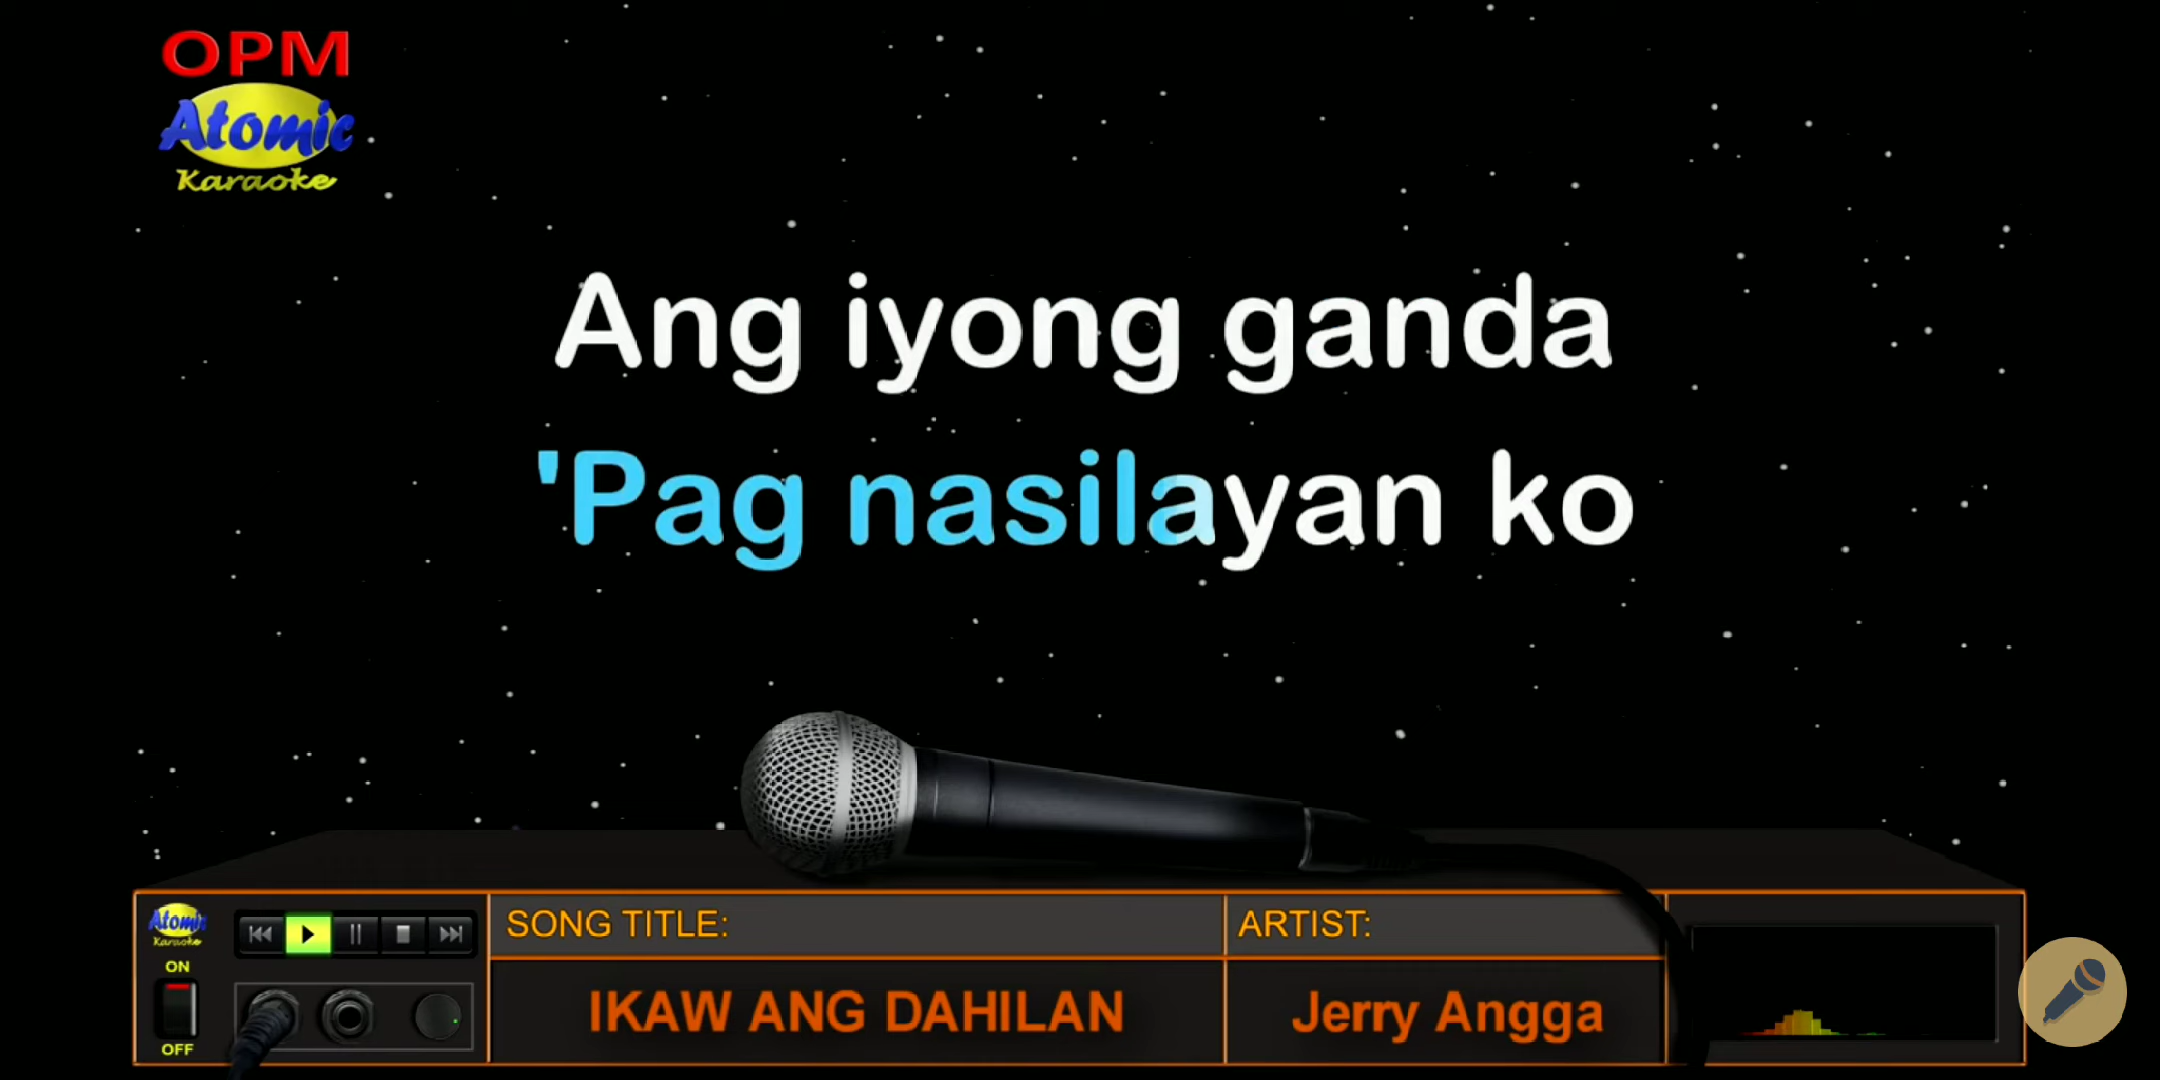 OPM
Atomic
Karaoke
Ang iyong ganda
'Pag nasilayan ko
Atomic
Karaoke
ON
OFF
SONG TITLE:
ARTIST:
IKAW ANG DAHILAN
Jerry Angga